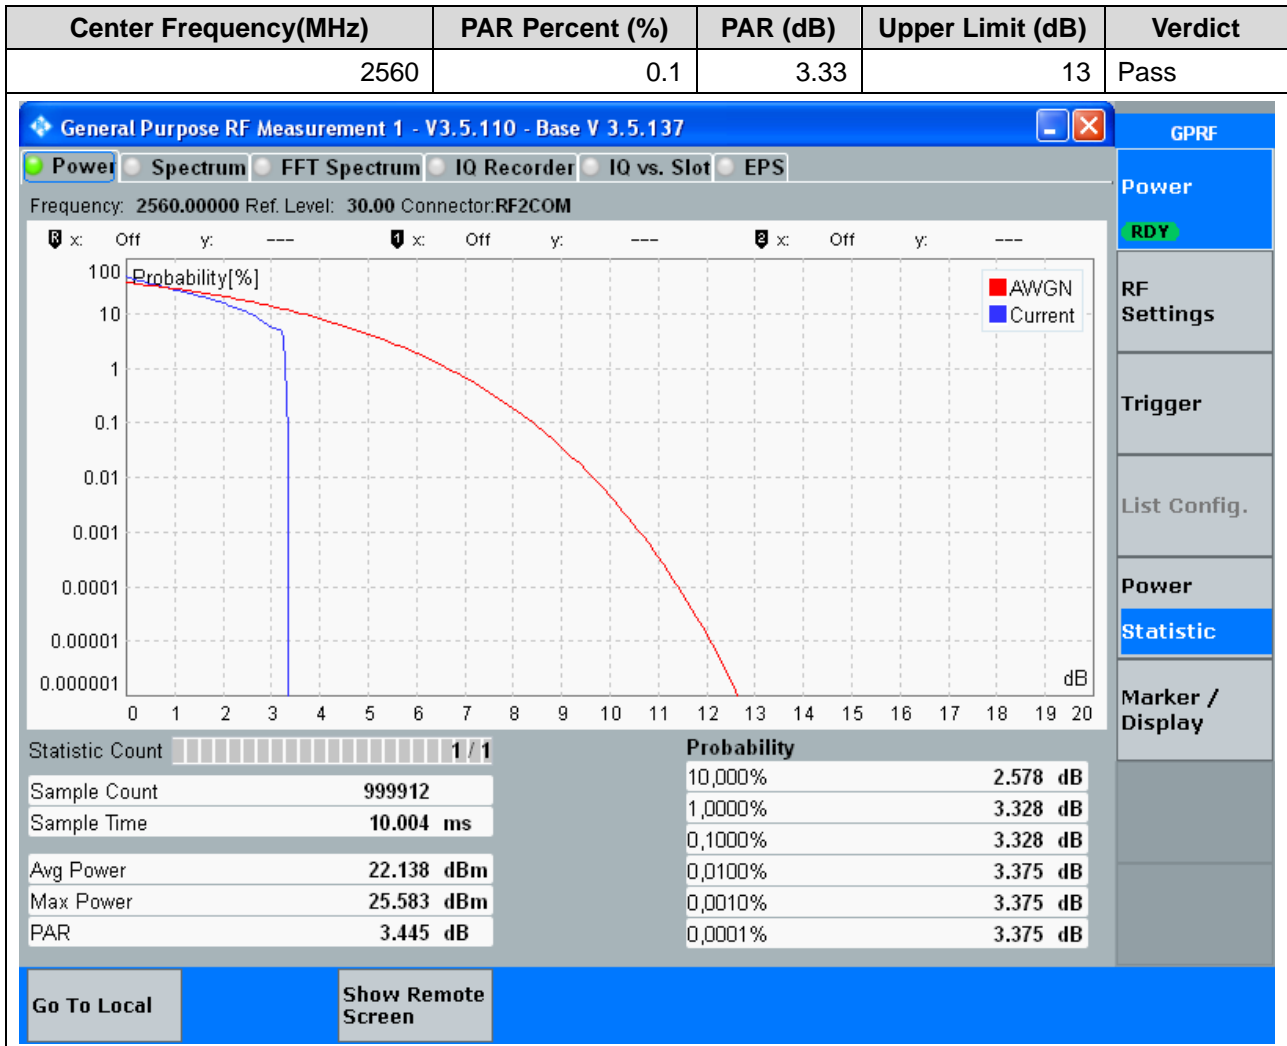 Center Frequency(MHz) PAR Percent (%) PAR (dB) Upper Limit (dB) Verdict
2560 0.1 3.33 13 Pass
General Purpose RF Measurement 1 - V3.5.110 - Base V 3.5.137
GPRF
Power Spectrum FFT Spectrum IQ Recorder IQ vs. Slot EPS
Power
RDY
Frequency: 2560.00000 Ref. Level: 30.00 Connector:RF2COM
R x: Off y: --- 1 x: Off y: --- 2 x: Off y: ---
Probability[%]
AWGN
Current
100
10
1
0.1
0.01
0.001
0.0001
0.00001
0.000001
dB
0 1 2 3 4 5 6 7 8 9 10 11 12 13 14 15 16 17 18 19 20
RF
Settings
Trigger
List Config.
Power
Statistic
Marker /
Display
Statistic Count 1 / 1
Sample Count 999912
Sample Time 10.004 ms
Avg Power 22.138 dBm
Max Power 25.583 dBm
PAR 3.445 dB
Probability
10,000% 2.578 dB
1,0000% 3.328 dB
0,1000% 3.328 dB
0,0100% 3.375 dB
0,0010% 3.375 dB
0,0001% 3.375 dB
Go To Local
Show Remote
Screen